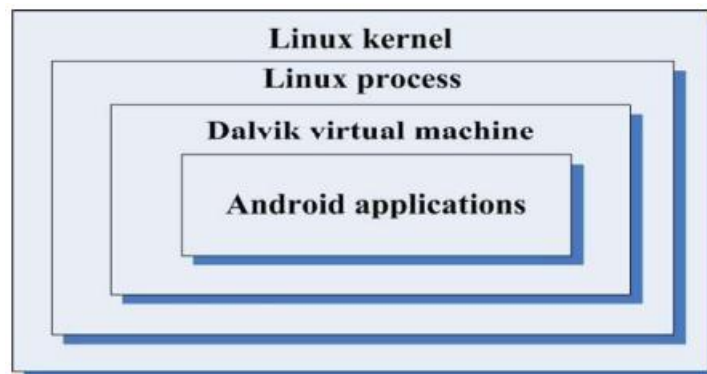 Linux kernel
Linux process
Dalvik virtual machine
Android applications